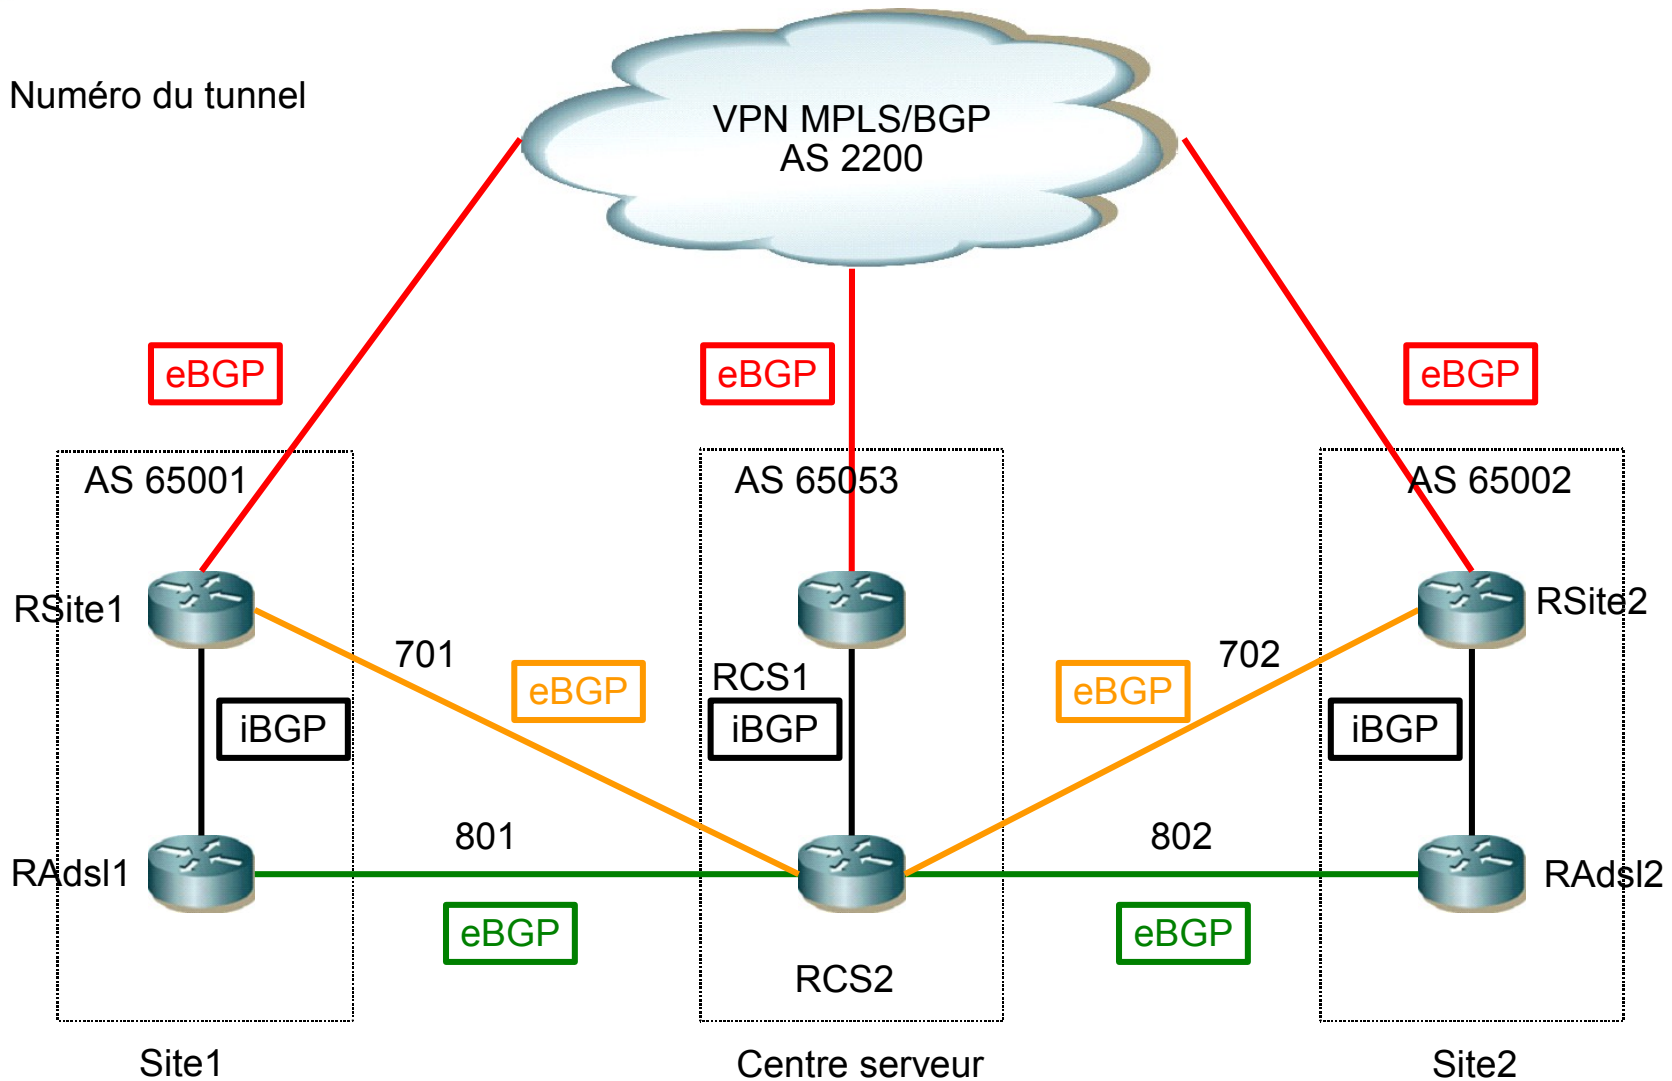 Numéro du tunnel
VPN MPLS/BGP
AS 2200
eBGP
eBGP
eBGP
AS 65001
AS 65053
AS 65002
RSite1
RSite2
701
702
eBGP
RCS1
eBGP
iBGP
iBGP
iBGP
801
802
RAdsl1
RAdsl2
eBGP
eBGP
RCS2
Site1
Centre serveur
Site2